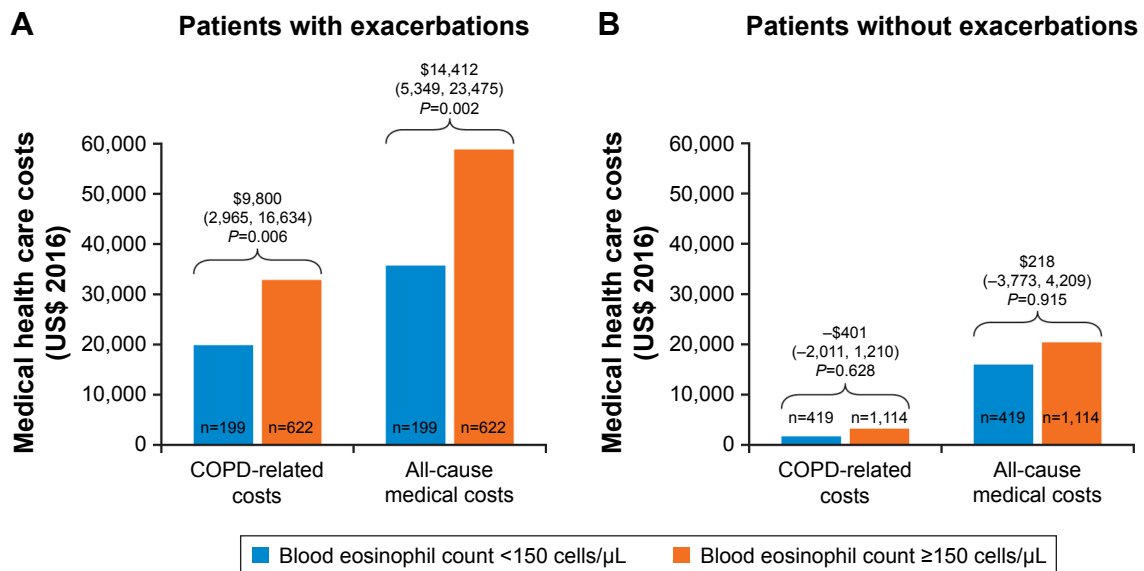 A
Patients with exacerbations
Medical health care costs
(US$ 2016)
60,000
50,000
40,000
30,000
20,000
10,000
0
$9,800
(2,965, 16,634)
P=0.006
$14,412
(5,349, 23,475)
P=0.002
n=199
n=622
n=199
n=622
COPD-related
costs
All-cause
medical costs
B
Patients without exacerbations
Medical health care costs
(US$ 2016)
60,000
50,000
40,000
30,000
20,000
10,000
0
–$401
(–2,011, 1,210)
P=0.628
$218
(–3,773, 4,209)
P=0.915
n=419
n=1,114
n=419
n=1,114
COPD-related
costs
All-cause
medical costs
Blood eosinophil count <150 cells/µL
Blood eosinophil count ≥150 cells/µL